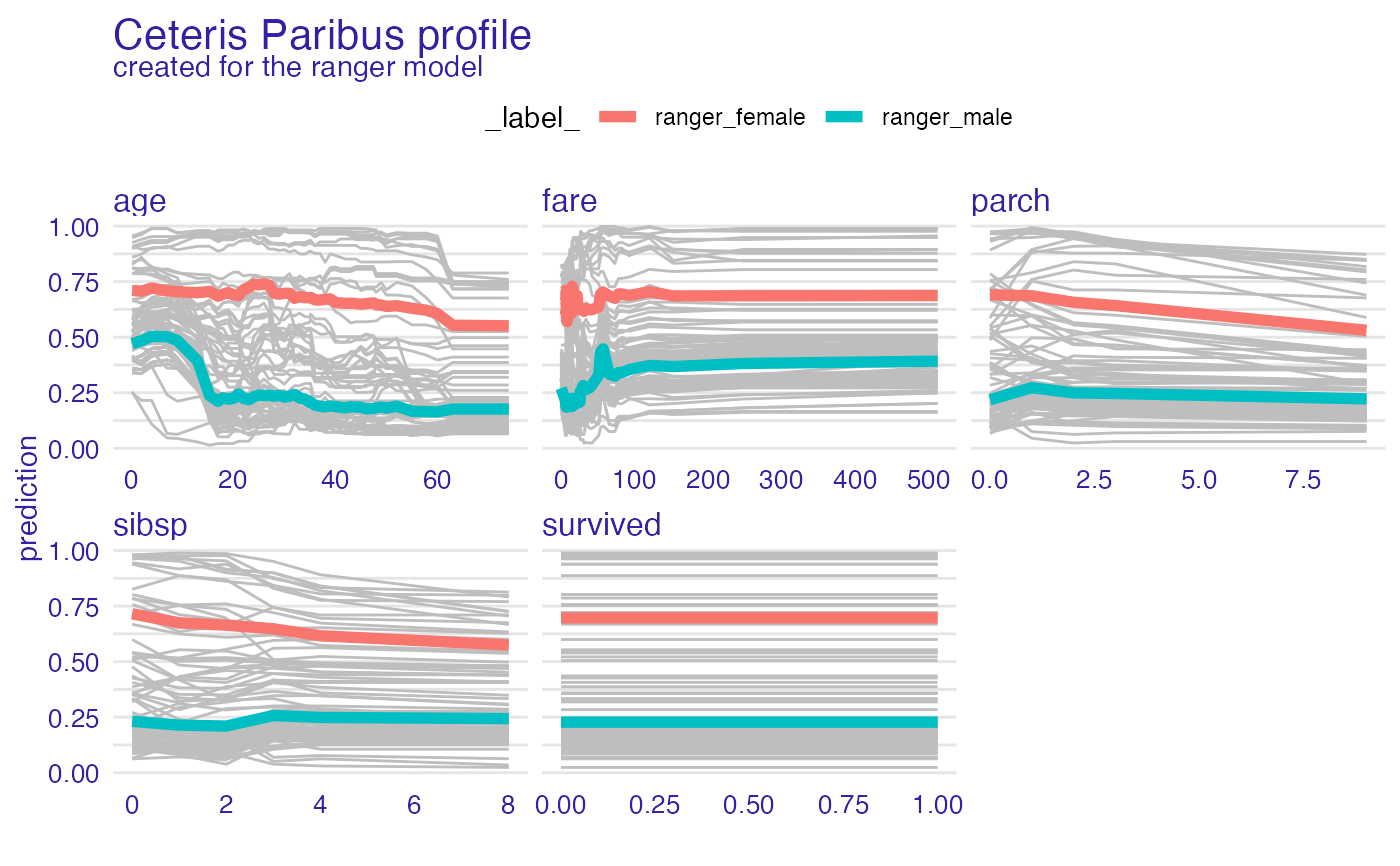 Ceteris Paribus profile
created for the ranger model
_label_ ranger_female ranger_male
age fare parch
1.00
0.75
0.50
0.25
0.00
0 20 40 60 0 100 200 300 400 500 0.0 2.5 5.0 7.5
prediction
sibsp survived
1.00
0.75
0.50
0.25
0.00
0 2 4 6 8 0.00 0.25 0.50 0.75 1.00